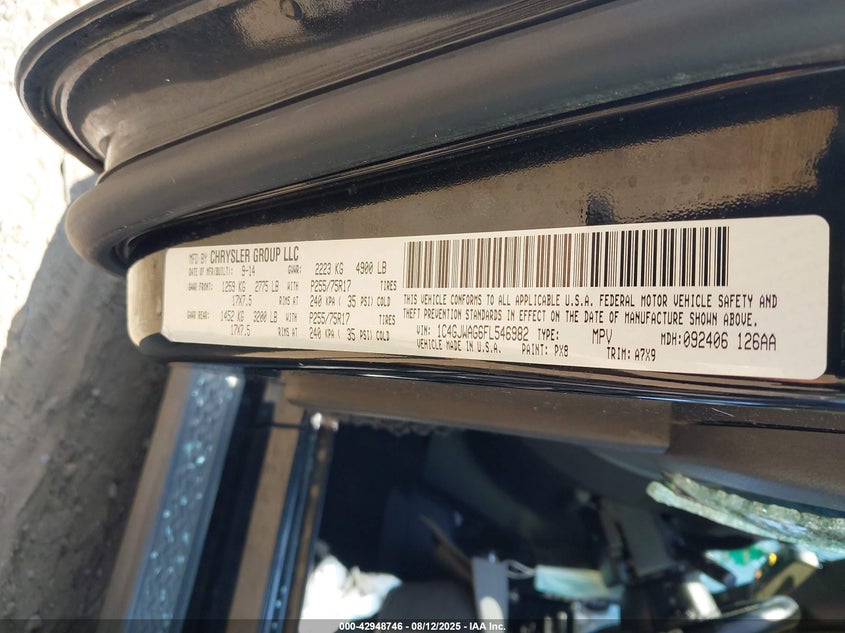 MFD BY CHRYSLER GROUP LLC
DATE OF MFR(BUILT): 9-14 GVWR: 2223 KG 4900 LB
GAWR FRONT: 1259 KG 2775 LB WITH P255/75R17 TIRES
17X7.5 RIMS AT 240 KPA ( 35 PSI) COLD
GAWR REAR: 1452 KG 3200 LB WITH P255/75R17 TIRES
17X7.5 RIMS AT 240 KPA ( 35 PSI) COLD
THIS VEHICLE CONFORMS TO ALL APPLICABLE U.S.A. FEDERAL MOTOR VEHICLE SAFETY AND
THEFT PREVENTION STANDARDS IN EFFECT ON THE DATE OF MANUFACTURE SHOWN ABOVE.
VIN: 1C4GJWAG6FL546982 TYPE: MPV MDH: 092406 126AA
VEHICLE MADE IN U.S.A. PAINT: PX8 TRIM: A7X9
000-42948746 - 08/12/2025 - US-IAA